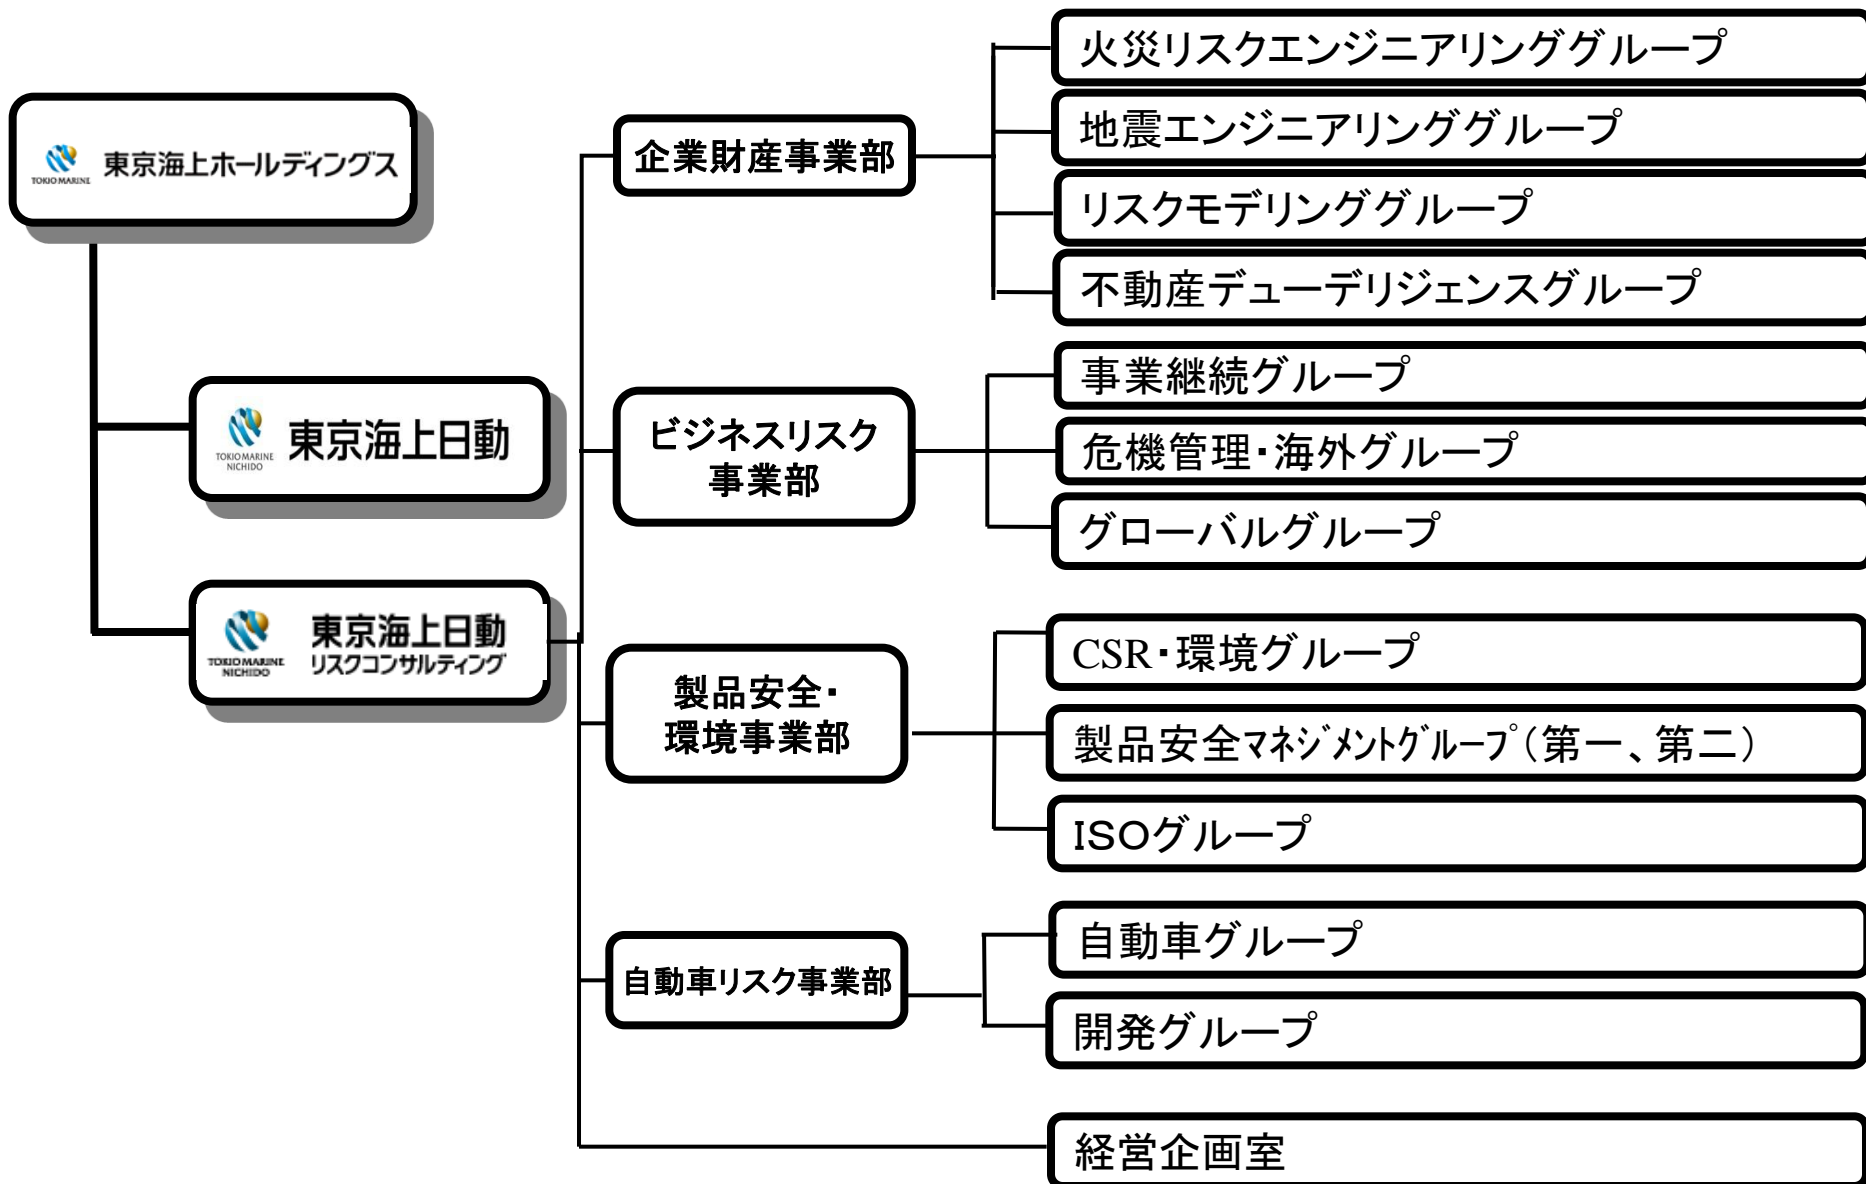 TOKIO MARINE
東京海上ホールディングス
TOKIO MARINE
NICHIDO
東京海上日動
TOKIO MARINE
NICHIDO
東京海上日動
リスクコンサルティング
企業財産事業部
火災リスクエンジニアリンググループ
地震エンジニアリンググループ
リスクモデリンググループ
不動産デューデリジェンスグループ
ビジネスリスク
事業部
事業継続グループ
危機管理・海外グループ
グローバルグループ
製品安全・
環境事業部
CSR・環境グループ
製品安全マネジメントグループ(第一、第二)
ISOグループ
自動車リスク事業部
自動車グループ
開発グループ
経営企画室